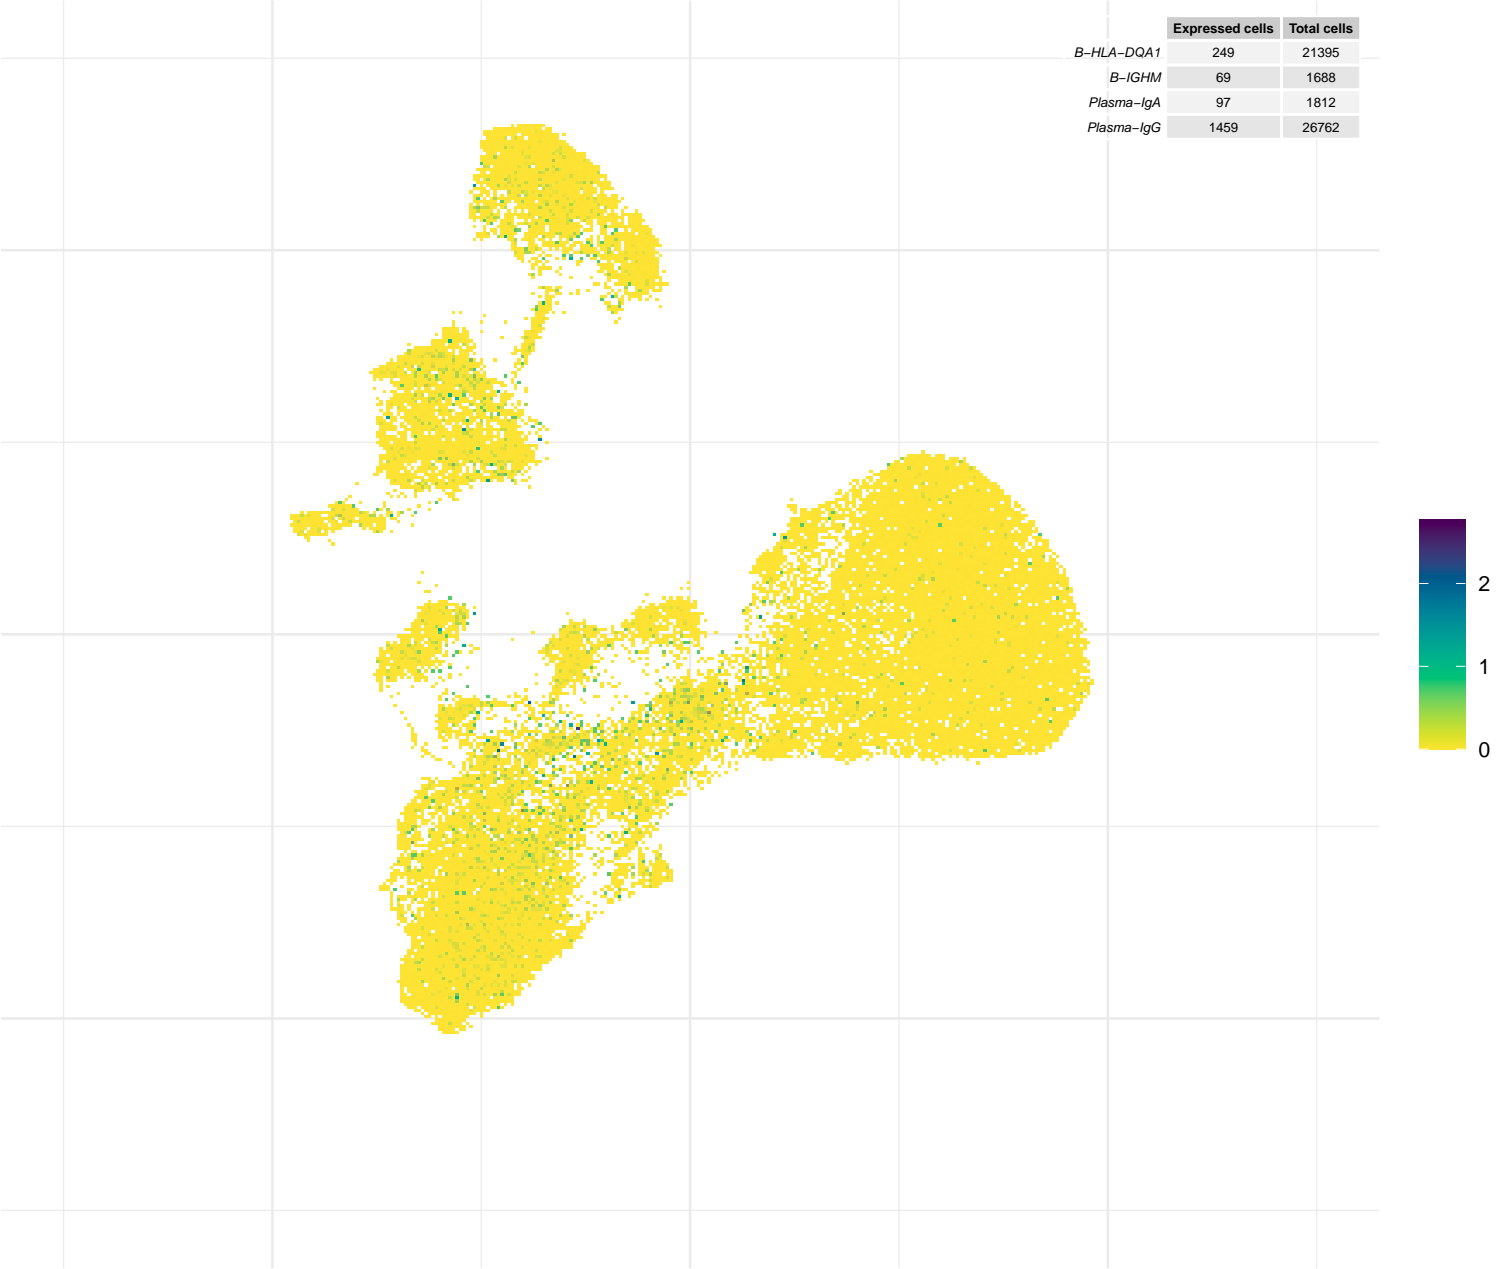 Expressed cells Total cells
B−HLA−DQA1 249 21395
B−IGHM 69 1688
Plasma−IgA 97 1812
Plasma−IgG 1459 26762
2
1
0